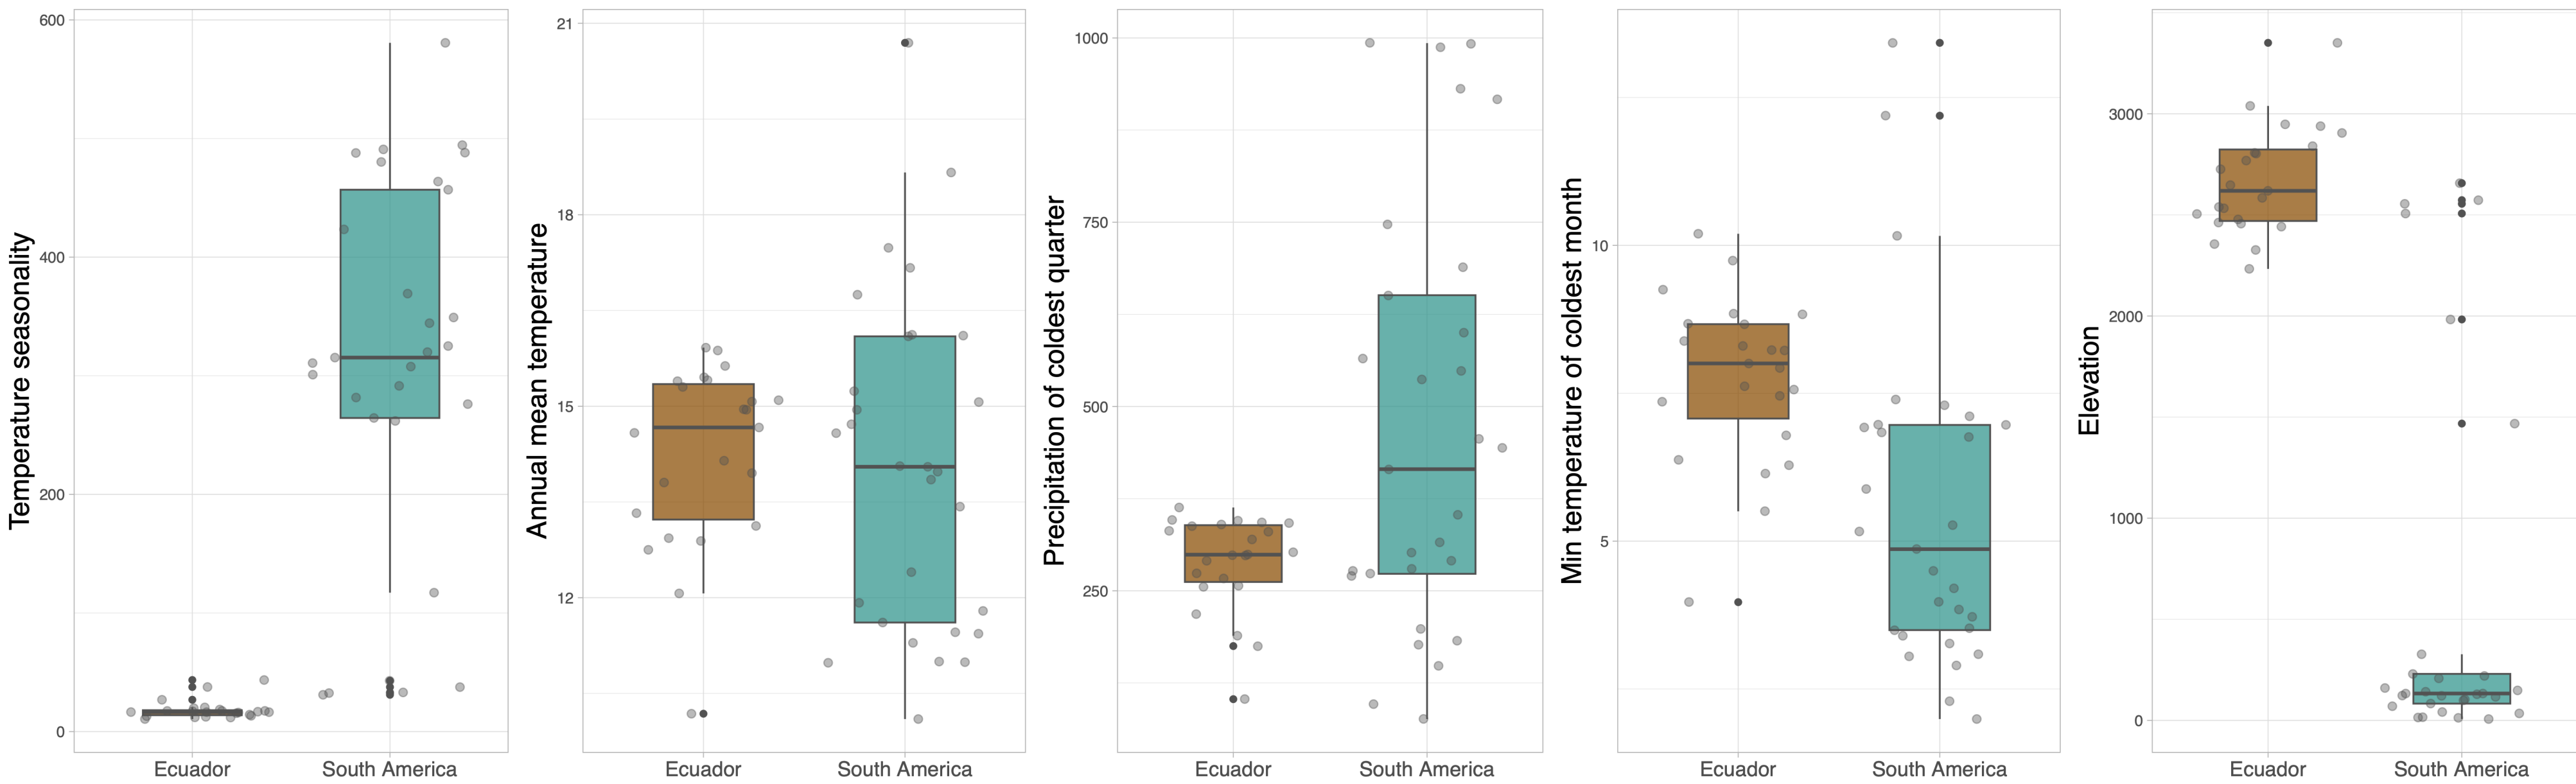 Temperature seasonality
600
400
200
0
Ecuador
South America
Annual mean temperature
21
18
15
12
Ecuador
South America
Precipitation of coldest quarter
1000
750
500
250
Ecuador
South America
Min temperature of coldest month
10
5
Ecuador
South America
Elevation
3000
2000
1000
0
Ecuador
South America